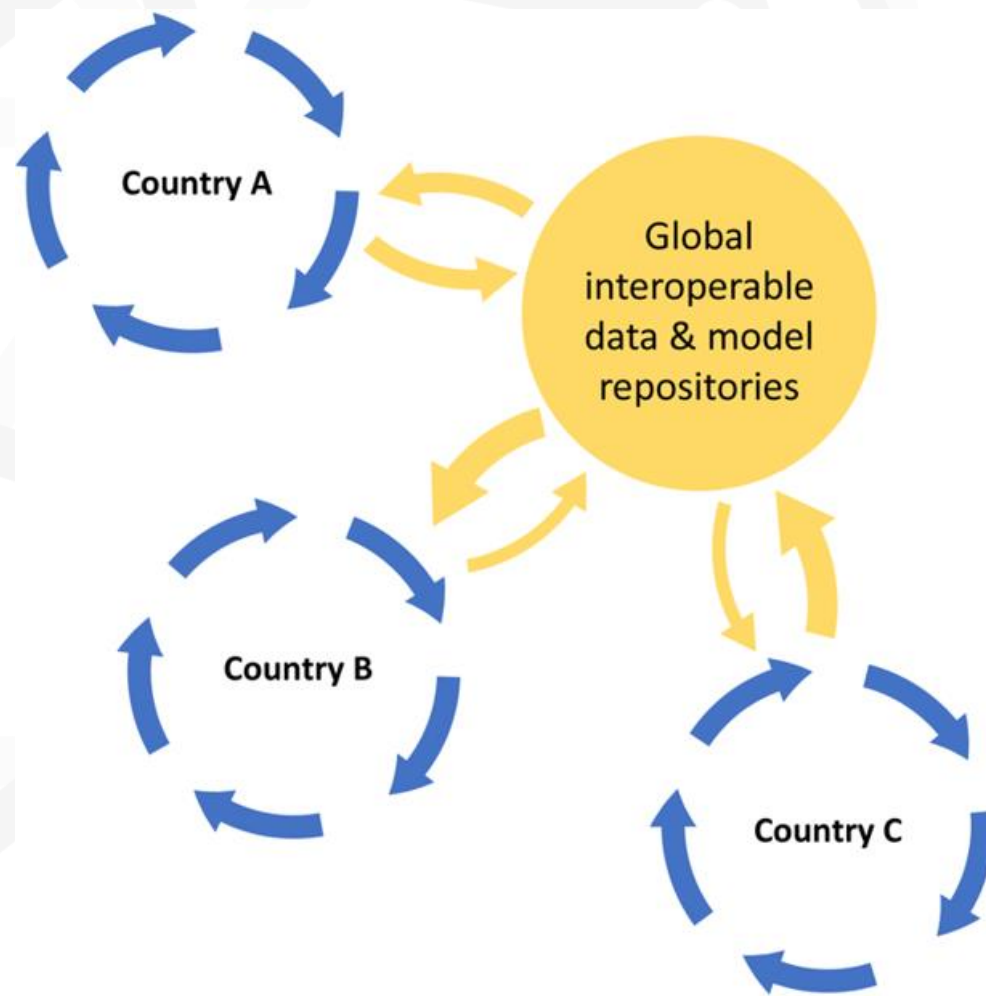 Country A
Global
interoperable
data & model
repositories
Country B
Country C